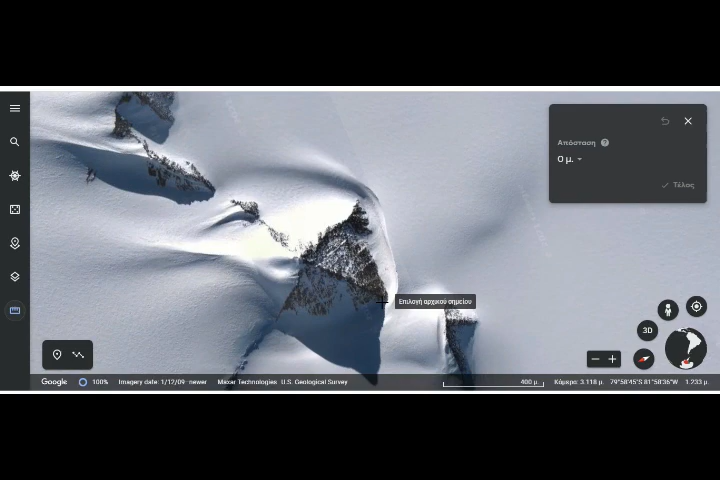 Απόσταση
0 μ.
Τέλος
Επιλογή αρχικού σημείου
3D
Google
100%
Imagery date: 1/12/09-newer
Maxar Technologies U.S. Geological Survey
400 μ.
Κάμερα: 3.118 μ.
79°58'45"S 81°58'36"W
1.233 μ.